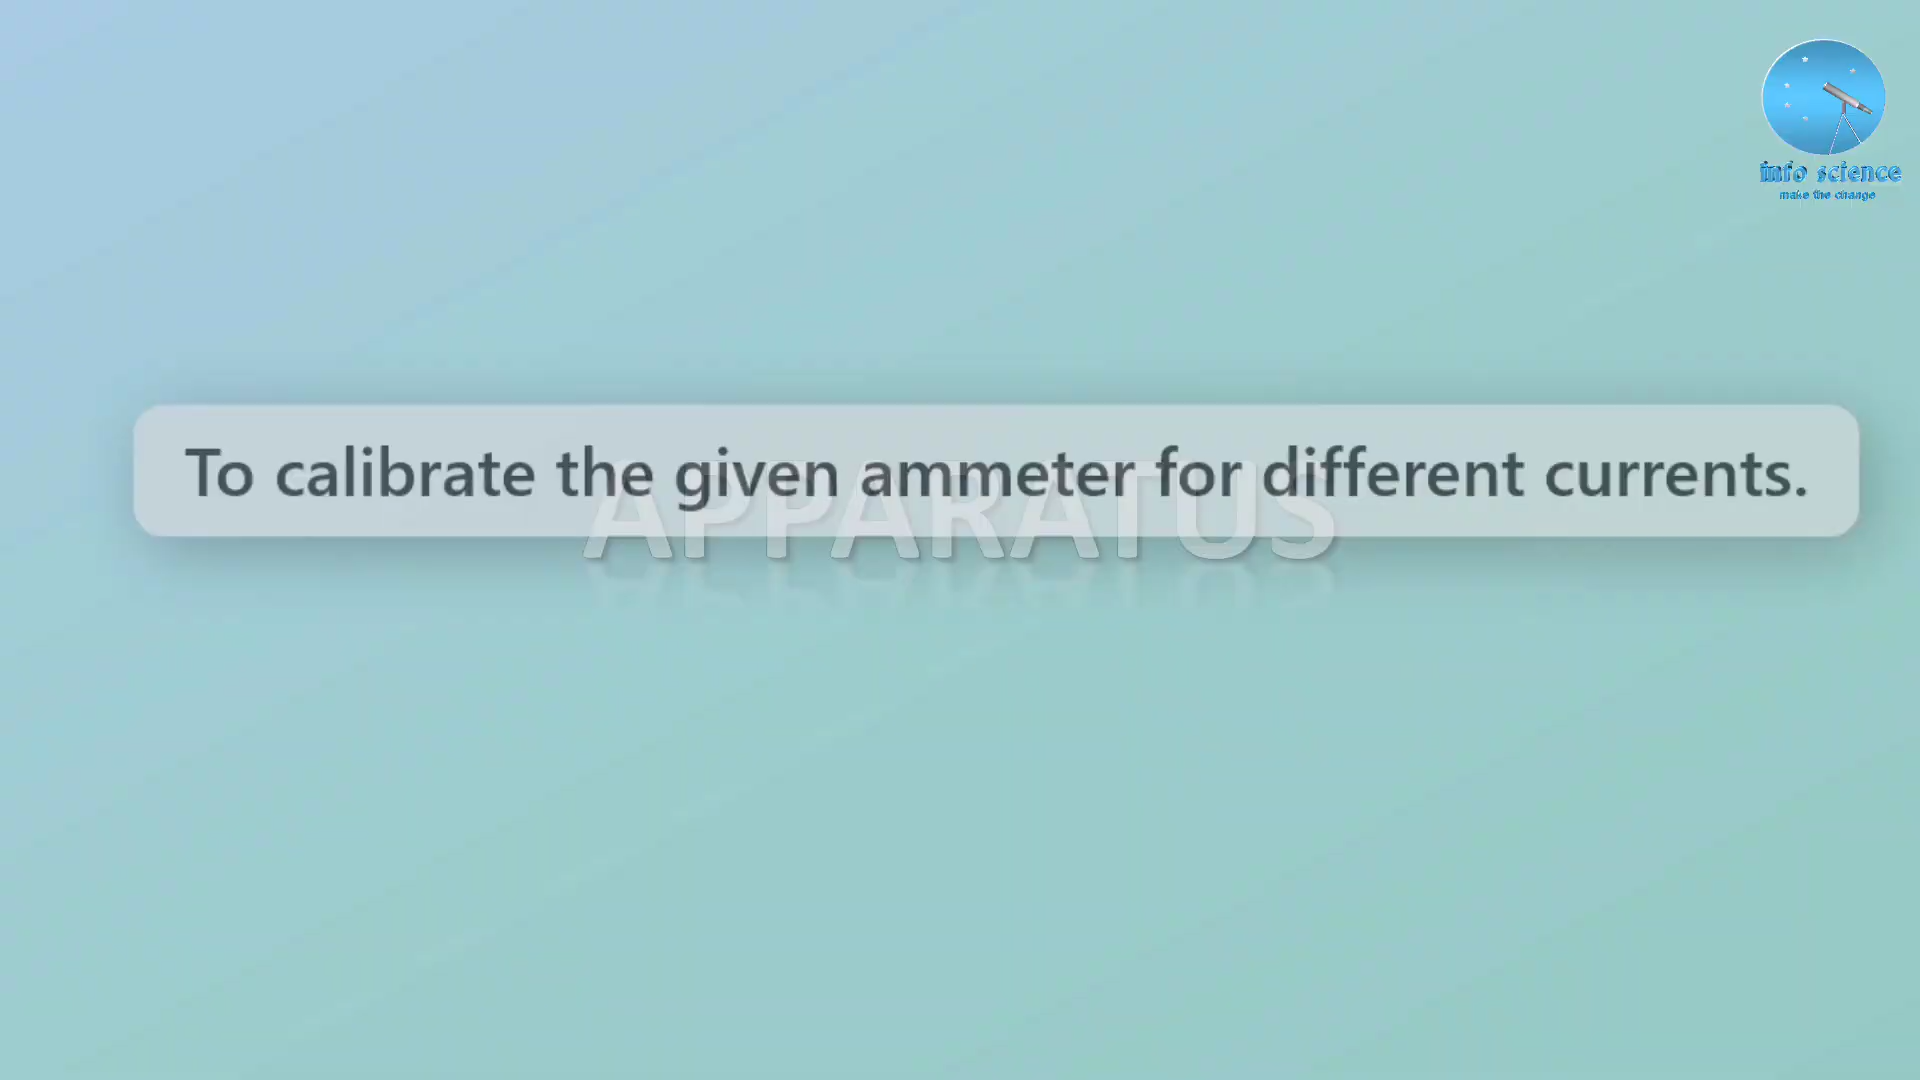 info science
make the change
To calibrate the given ammeter for different currents.
APPARATUS